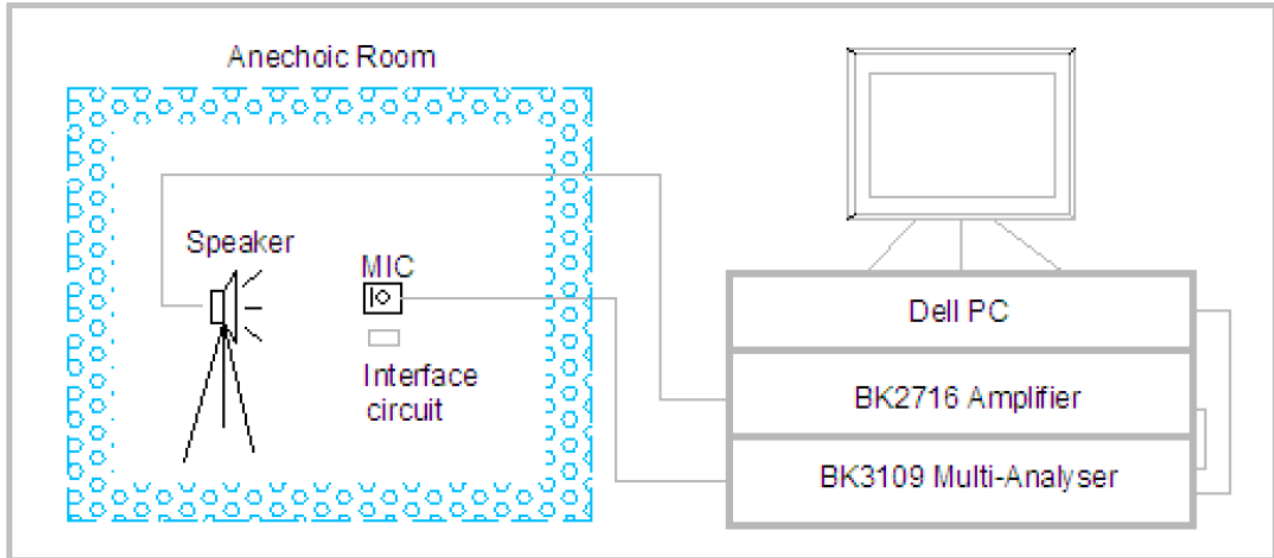 Anechoic Room
Speaker
MIC
Interface
circuit
Dell PC
BK2716 Amplifier
BK3109 Multi-Analyser